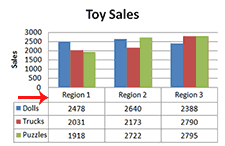 Toy Sales
3000
2500
2000
1500
1000
500
0
Sales
Region 1 Region 2 Region 3
Dolls 2478 2640 2388
Trucks 2031 2173 2790
Puzzles 1918 2722 2795